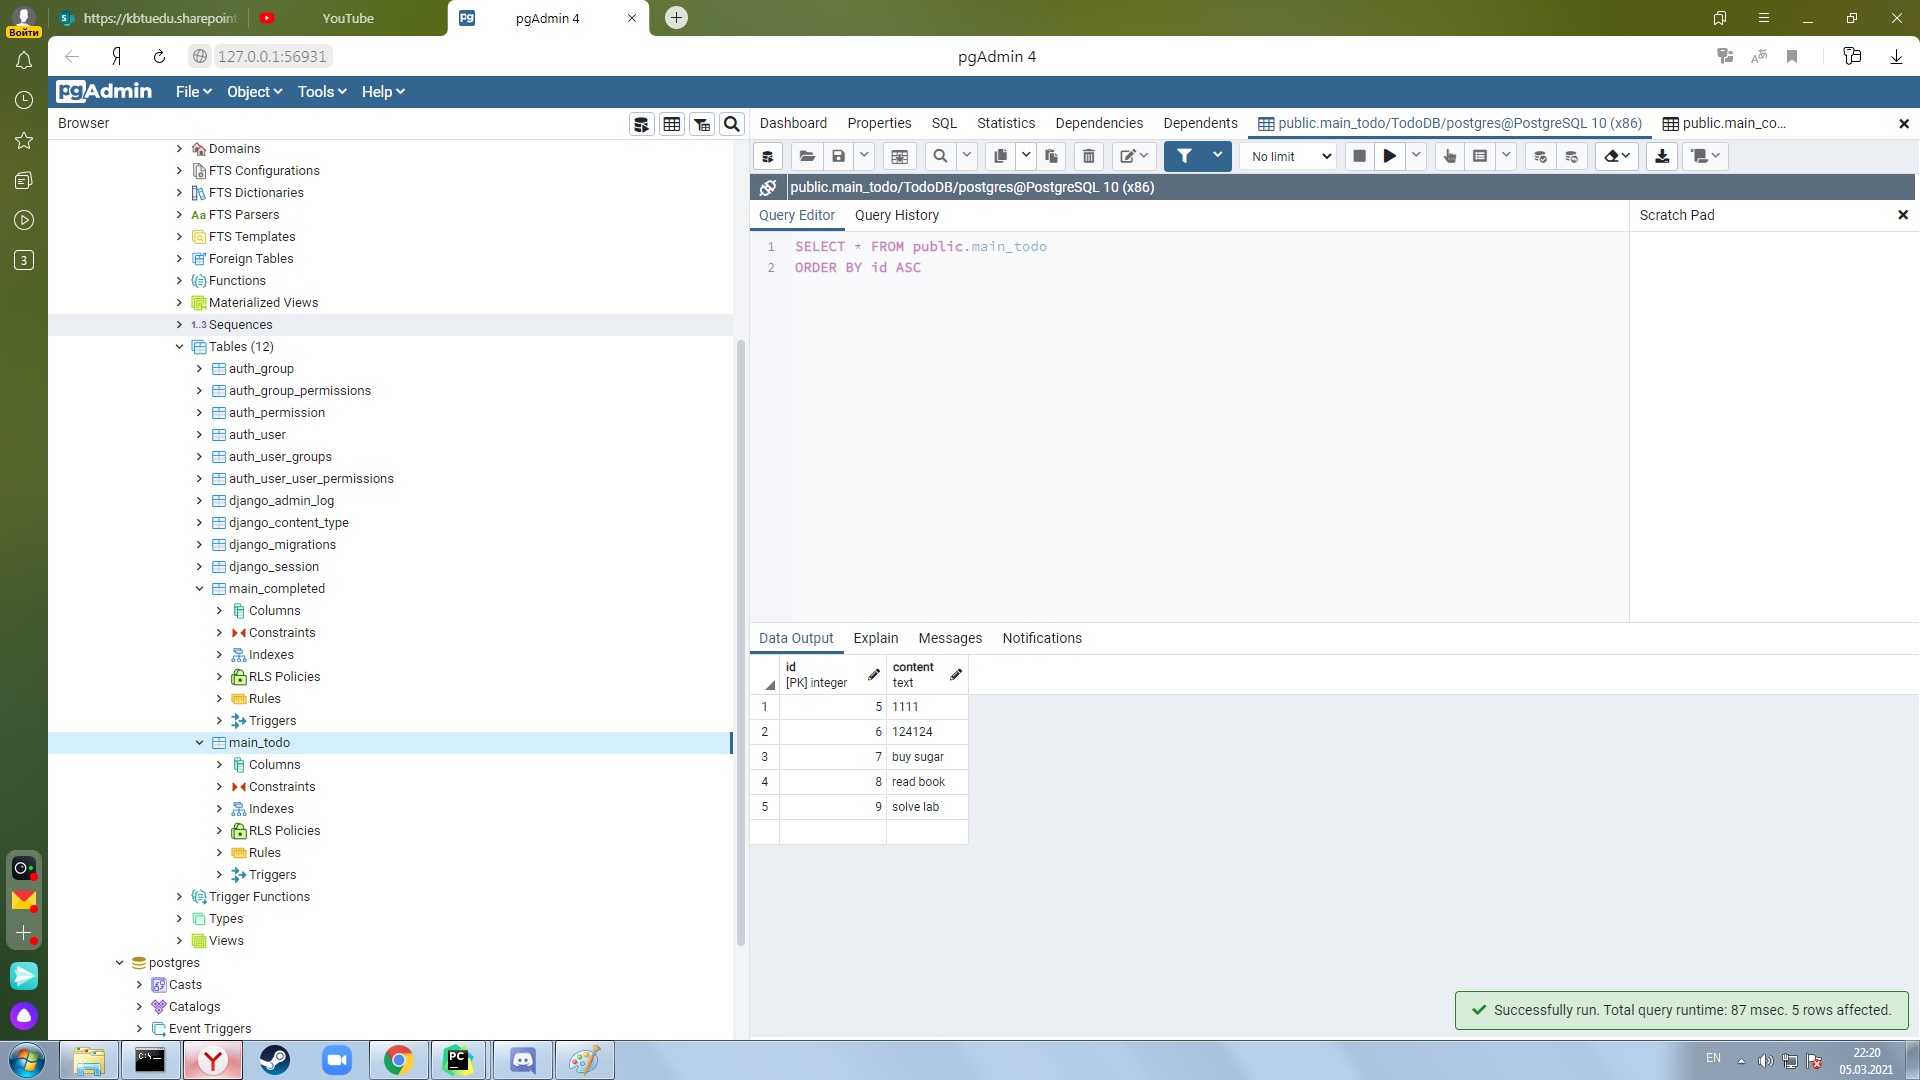 Войти
https://kbtuedu.sharepoint
YouTube
pgAdmin 4
127.0.0.1:56931
pgAdmin 4
pgAdmin
File
Object
Tools
Help
Browser
Domains
FTS Configurations
FTS Dictionaries
Aa FTS Parsers
FTS Templates
Foreign Tables
Functions
Materialized Views
1..3 Sequences
Tables (12)
auth_group
auth_group_permissions
auth_permission
auth_user
auth_user_groups
auth_user_user_permissions
django_admin_log
django_content_type
django_migrations
django_session
main_completed
Columns
Constraints
Indexes
RLS Policies
Rules
Triggers
main_todo
Columns
Constraints
Indexes
RLS Policies
Rules
Triggers
Trigger Functions
Types
Views
postgres
Casts
Catalogs
Event Triggers
3
Dashboard
Properties
SQL
Statistics
Dependencies
Dependents
public.main_todo/TodoDB/postgres@PostgreSQL 10 (x86)
public.main_co...
No limit
public.main_todo/TodoDB/postgres@PostgreSQL 10 (x86)
Query Editor
Query History
Scratch Pad
1 SELECT * FROM public.main_todo
2 ORDER BY id ASC
Data Output
Explain
Messages
Notifications
id
[PK] integer
content
text
1 5 1111
2 6 124124
3 7 buy sugar
4 8 read book
5 9 solve lab
Successfully run. Total query runtime: 87 msec. 5 rows affected.
EN
22:20
05.03.2021